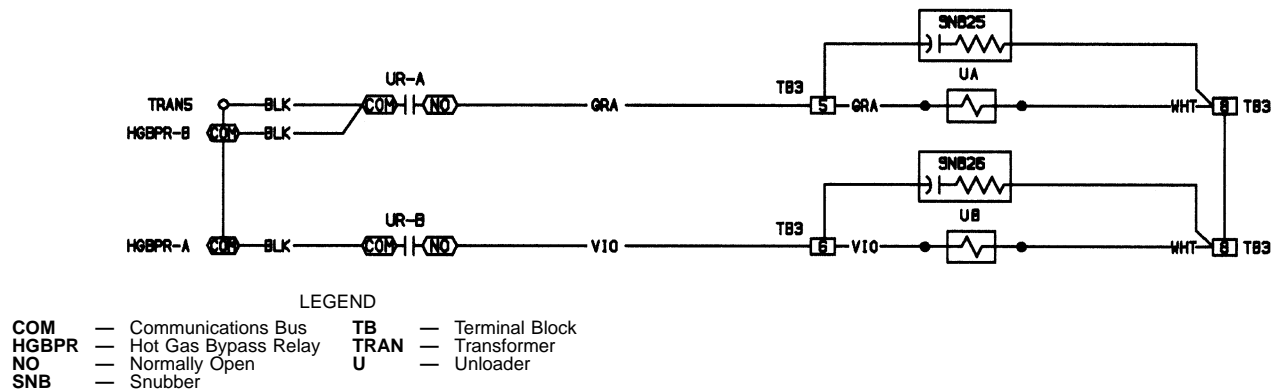 SNB25
UR-A
UA
TB3
TRAN5 BLK COM NO GRA 5 GRA WHT 8 TB3
HGBPR-B COM BLK
SNB26
UR-B
UB
TB3
HGBPR-A COM BLK COM NO VIO 6 VIO WHT 8 TB3
LEGEND
COM — Communications Bus TB — Terminal Block
HGBPR — Hot Gas Bypass Relay TRAN — Transformer
NO — Normally Open U — Unloader
SNB — Snubber